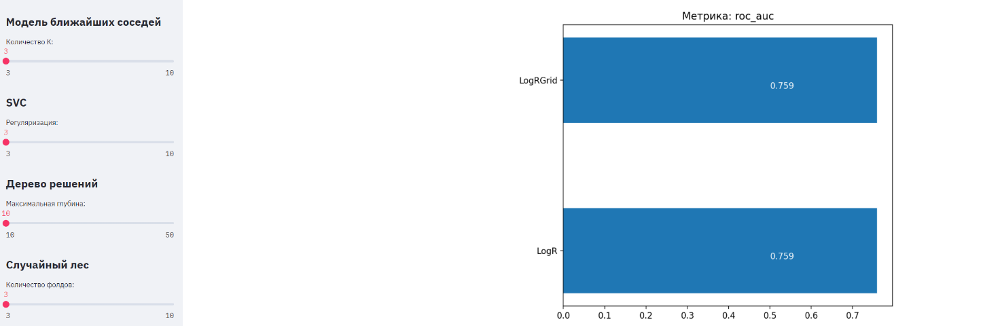 Модель ближайших соседей
Количество K:
3
3 10
SVC
Регуляризация:
3
3 10
Дерево решений
Максимальная глубина:
10
10 50
Случайный лес
Количество фолдов:
3
3 10
Метрика: roc_auc
LogRGrid
0.759
LogR
0.759
0.0 0.1 0.2 0.3 0.4 0.5 0.6 0.7